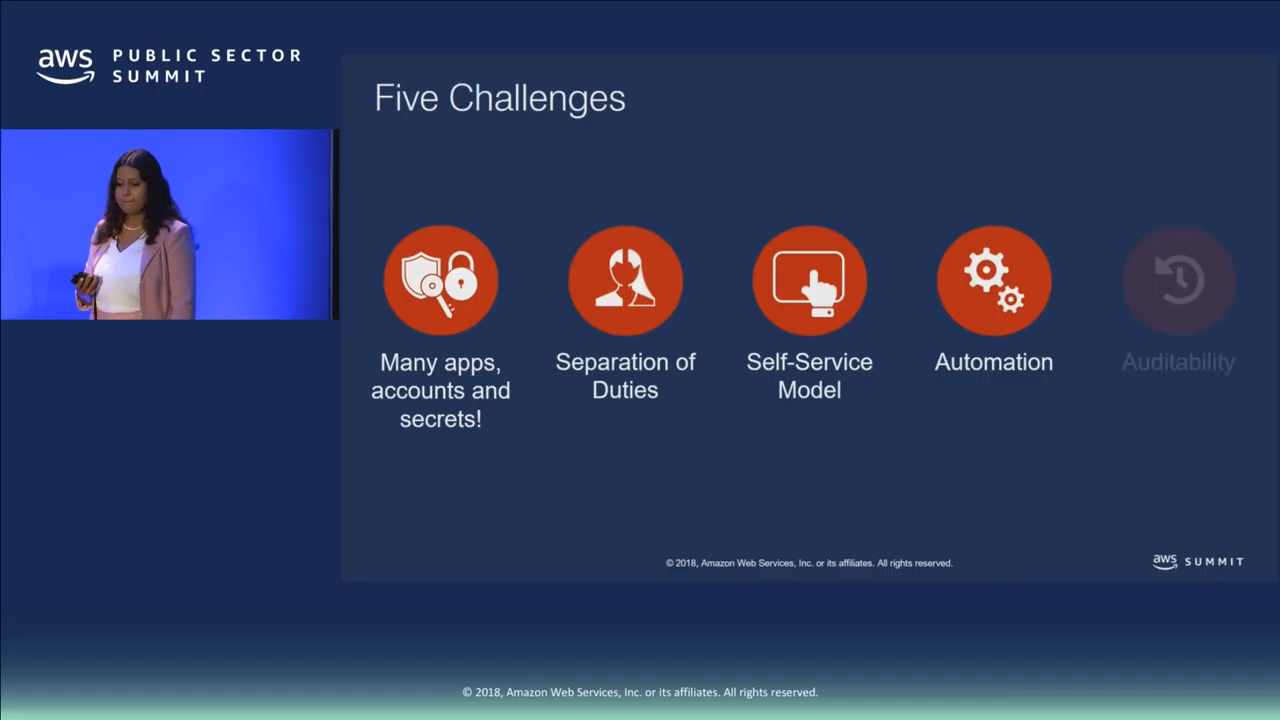 aws PUBLIC SECTOR
SUMMIT
Five Challenges
Many apps,
accounts and
secrets!
Separation of
Duties
Self-Service
Model
Automation
Auditability
© 2018, Amazon Web Services, Inc. or its affiliates. All rights reserved.
aws SUMMIT
© 2018, Amazon Web Services, Inc. or its affiliates. All rights reserved.